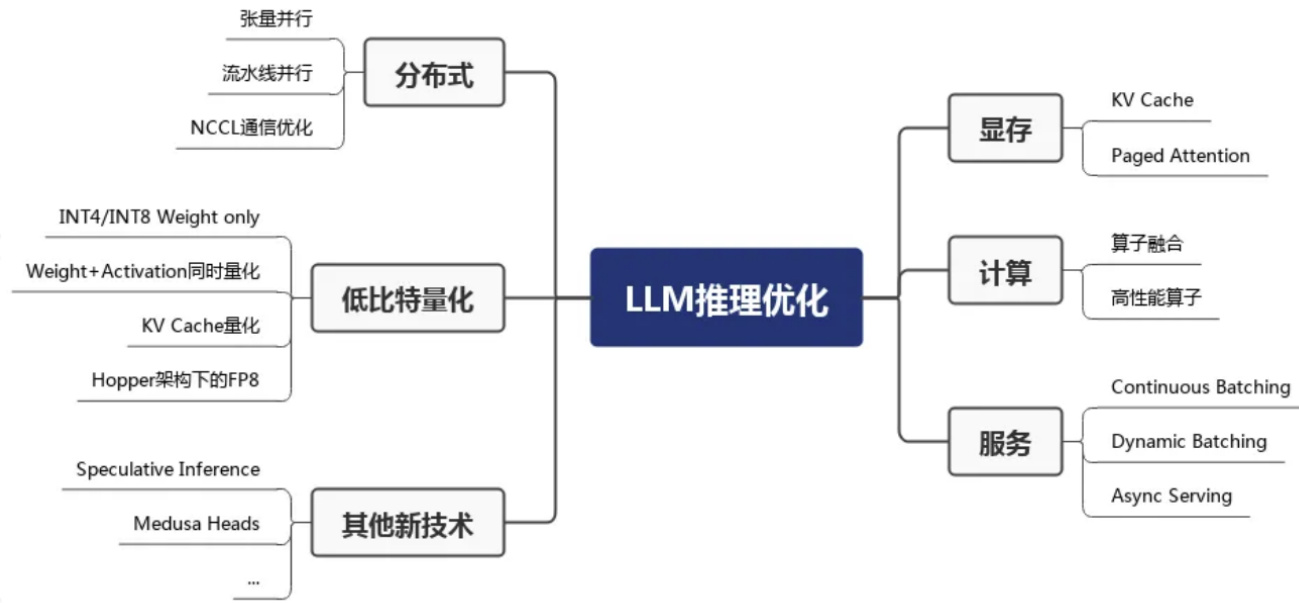 LLM推理优化
显存
KV Cache
Paged Attention
计算
算子融合
高性能算子
服务
Continuous Batching
Dynamic Batching
Async Serving
分布式
张量并行
流水线并行
NCCL通信优化
低比特量化
INT4/INT8 Weight only
Weight+Activation同时量化
KV Cache量化
Hopper架构下的FP8
其他新技术
Speculative Inference
Medusa Heads
...